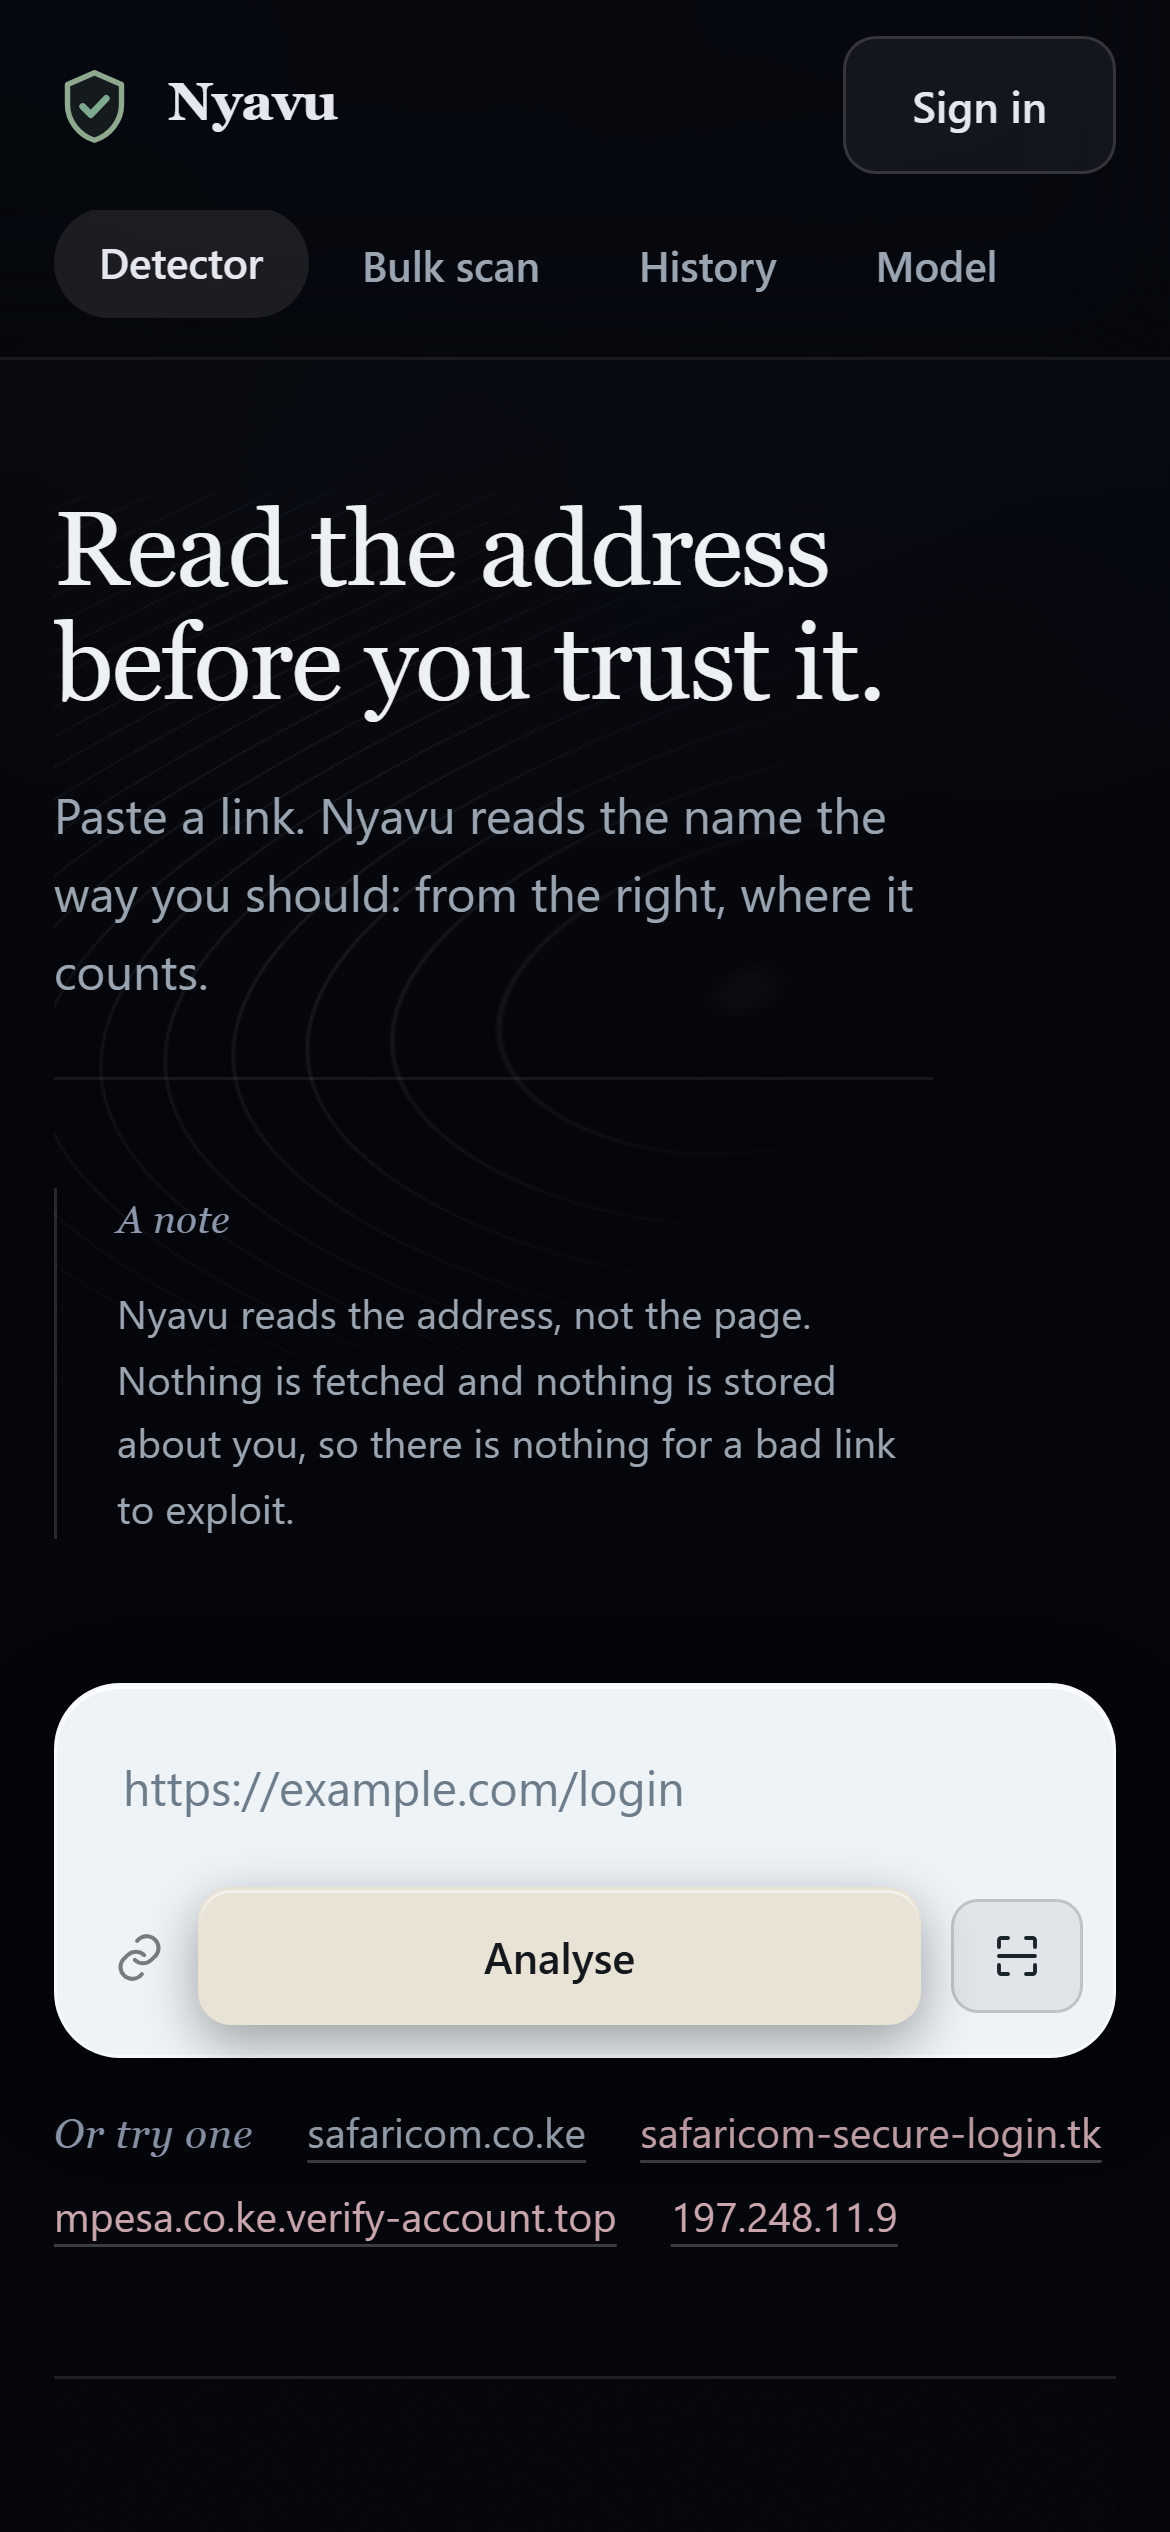 Nyavu
Sign in
Detector
Bulk scan
History
Model
Read the address
before you trust it.
Paste a link. Nyavu reads the name the
way you should: from the right, where it
counts.
A note
Nyavu reads the address, not the page.
Nothing is fetched and nothing is stored
about you, so there is nothing for a bad link
to exploit.
https://example.com/login
Analyse
Or try one safaricom.co.ke safaricom-secure-login.tk
mpesa.co.ke.verify-account.top 197.248.11.9